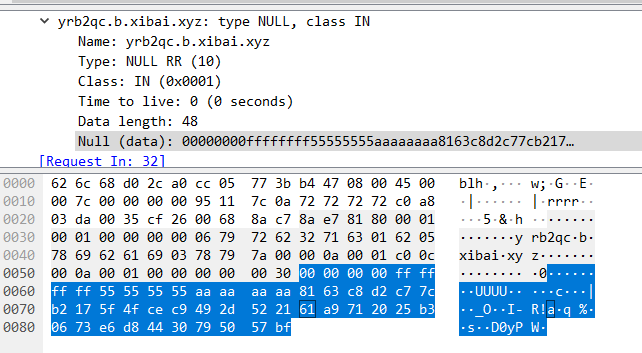 yrb2qc.b.xibai.xyz: type NULL, class IN
Name: yrb2qc.b.xibai.xyz
Type: NULL RR (10)
Class: IN (0x0001)
Time to live: 0 (0 seconds)
Data length: 48
Null (data): 00000000ffffffff55555555aaaaaaaa8163c8d2c77cb217…
[Request In: 32]
0000 62 6c 68 d0 2c a0 cc 05 77 3b b4 47 08 00 45 00 blh·,··· w;·G··E·
0010 00 7c 00 00 00 00 95 11 7c 0a 72 72 72 72 c0 a8 ·|······ |·rrrr··
0020 03 da 00 35 cf 26 00 68 8a c7 8a e7 81 80 00 01 ···5·&·h ········
0030 00 01 00 00 00 00 06 79 72 62 32 71 63 01 62 05 ·······y rb2qc·b·
0040 78 69 62 61 69 03 78 79 7a 00 00 0a 00 01 c0 0c xibai·xy z·······
0050 00 0a 00 01 00 00 00 00 00 30 00 00 00 00 ff ff ········ ·0······
0060 ff ff 55 55 55 55 aa aa aa aa 81 63 c8 d2 c7 7c ··UUUU·· ···c···|
0070 b2 17 5f 4f ce c9 49 2d 52 21 61 a9 71 20 25 b3 ··_O··I- R!a·q %·
0080 06 73 e6 d8 44 30 79 50 57 bf ·s··D0yP W·